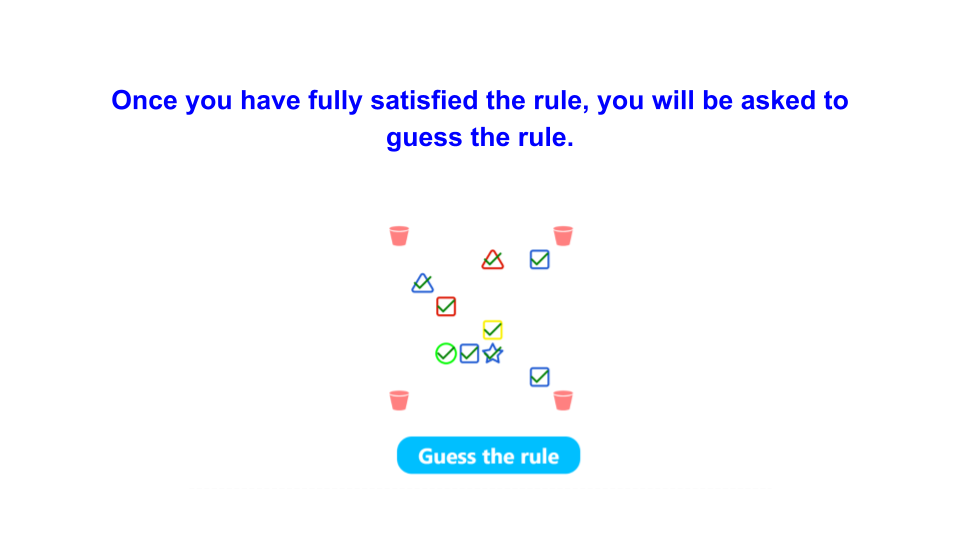 Once you have fully satisfied the rule, you will be asked to
guess the rule.
Guess the rule